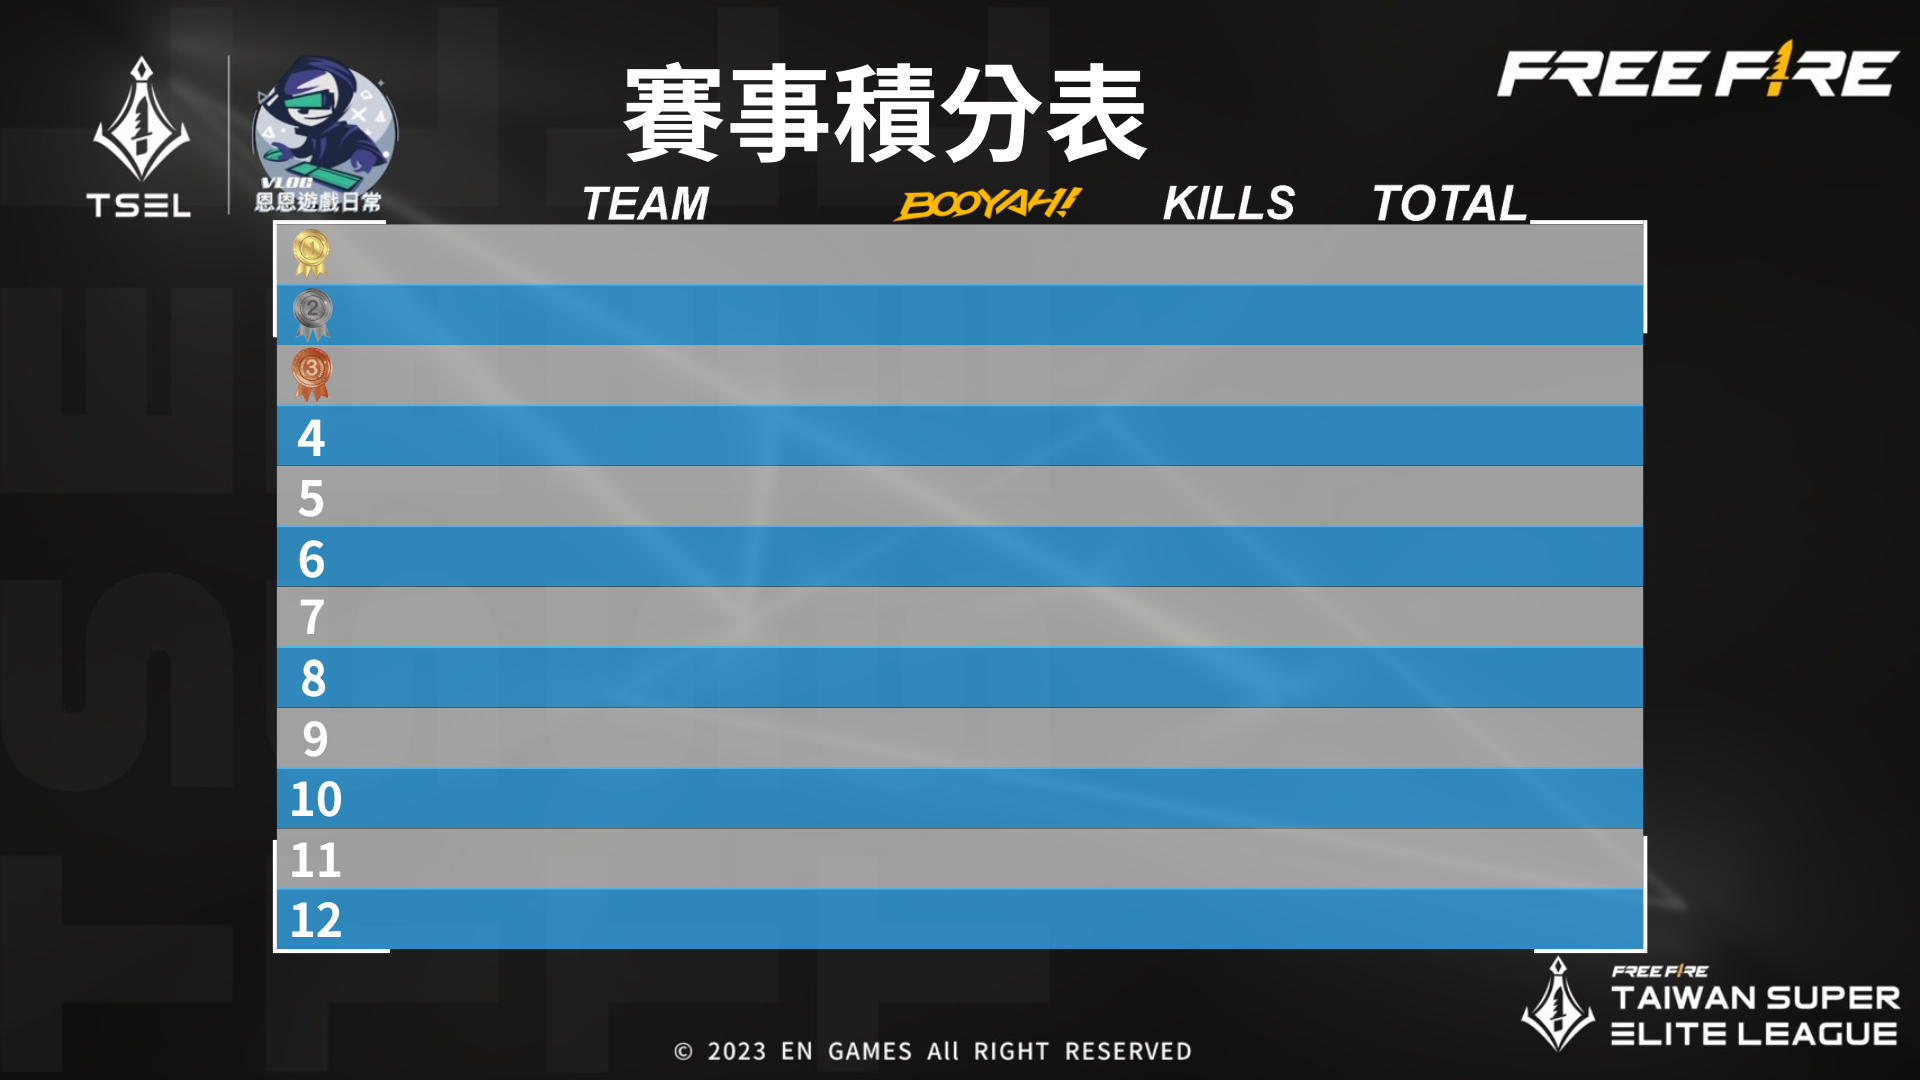 TSEL
VLOG
恩恩遊戲日常
賽事積分表
FREE FIRE
TEAM BOOYAH! KILLS TOTAL
1
2
3
4
5
6
7
8
9
10
11
12
FREE FIRE
TAIWAN SUPER
ELITE LEAGUE
© 2023 EN GAMES All RIGHT RESERVED